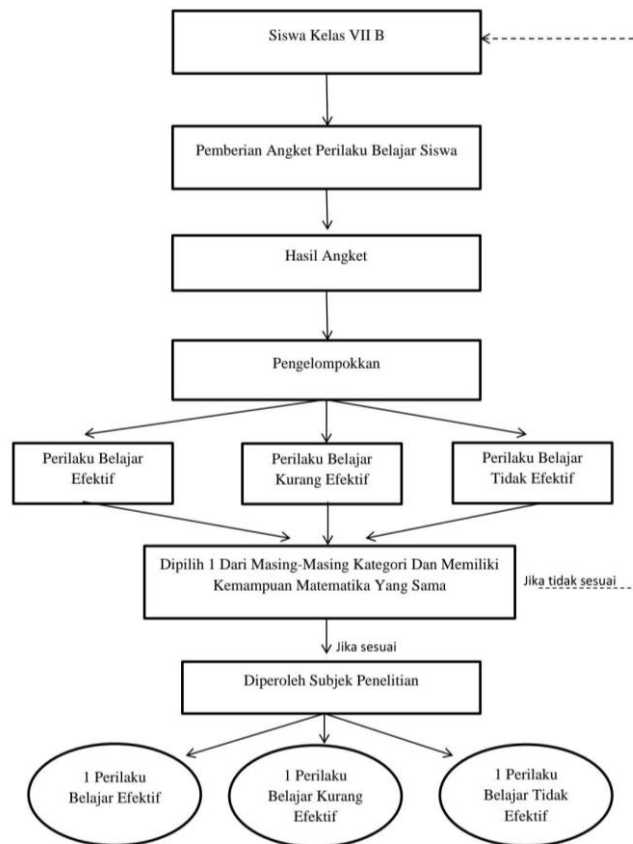 Siswa Kelas VII B
Pemberian Angket Perilaku Belajar Siswa
Hasil Angket
Pengelompokkan
Perilaku Belajar
Efektif
Perilaku Belajar
Kurang Efektif
Perilaku Belajar
Tidak Efektif
Dipilih 1 Dari Masing-Masing Kategori Dan Memiliki
Kemampuan Matematika Yang Sama
Jika tidak sesuai
Jika sesuai
Diperoleh Subjek Penelitian
1 Perilaku
Belajar Efektif
1 Perilaku
Belajar Kurang
Efektif
1 Perilaku
Belajar Tidak
Efektif